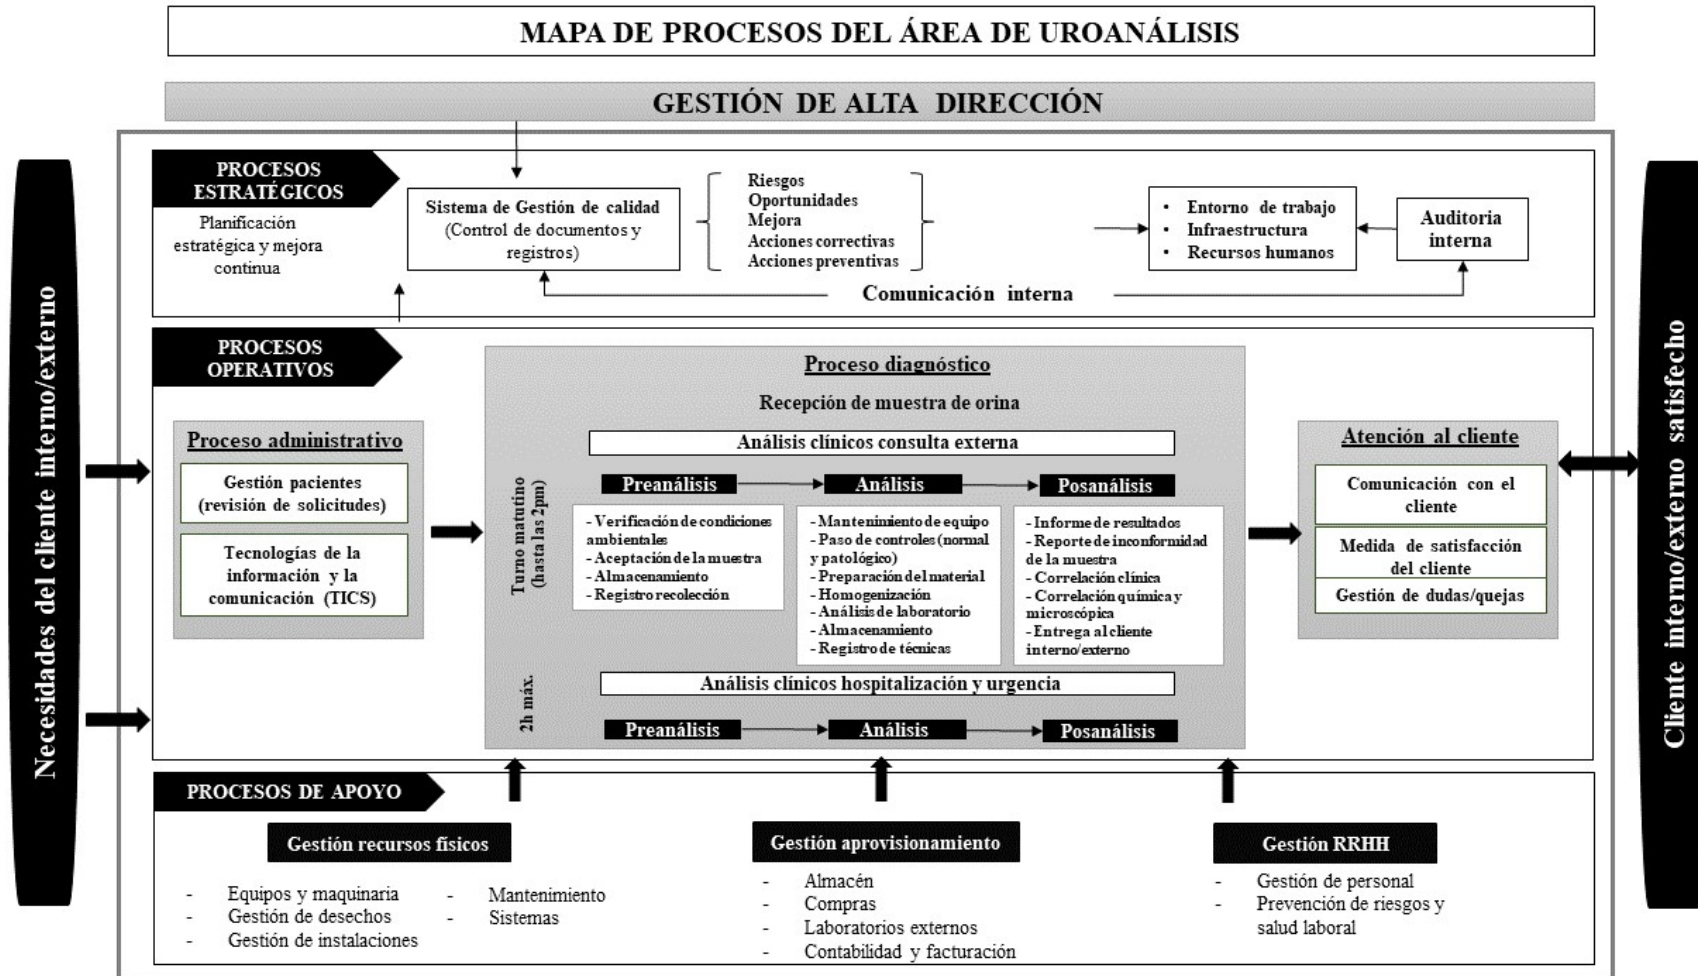 MAPA DE PROCESOS DEL ÁREA DE UROANÁLISIS
GESTIÓN DE ALTA DIRECCIÓN
Necesidades del cliente interno/externo
PROCESOS
ESTRATÉGICOS
Planificación
estratégica y mejora
continua
Sistema de Gestión de calidad
(Control de documentos y
registros)
Riesgos
Oportunidades
Mejora
Acciones correctivas
Acciones preventivas
• Entorno de trabajo
• Infraestructura
• Recursos humanos
Auditoria
interna
Comunicación interna
PROCESOS
OPERATIVOS
Proceso administrativo
Gestión pacientes
(revisión de solicitudes)
Tecnologías de la
información y la
comunicación (TICS)
Proceso diagnóstico
Recepción de muestra de orina
Análisis clínicos consulta externa
Turno matutino
(hasta las 2pm)
Preanálisis
Análisis
Posanálisis
- Verificación de condiciones
ambientales
- Aceptación de la muestra
- Almacenamiento
- Registro recolección
- Mantenimiento de equipo
- Paso de controles (normal
y patológico)
- Preparación del material
- Homogenización
- Análisis de laboratorio
- Almacenamiento
- Registro de técnicas
- Informe de resultados
- Reporte de inconformidad
de la muestra
- Correlación clínica
- Correlación química y
microscópica
- Entrega al cliente
interno/externo
2h máx.
Análisis clínicos hospitalización y urgencia
Preanálisis
Análisis
Posanálisis
Atención al cliente
Comunicación con el
cliente
Medida de satisfacción
del cliente
Gestión de dudas/quejas
PROCESOS DE APOYO
Gestión recursos físicos
- Equipos y maquinaria
- Gestión de desechos
- Gestión de instalaciones
- Mantenimiento
- Sistemas
Gestión aprovisionamiento
- Almacén
- Compras
- Laboratorios externos
- Contabilidad y facturación
Gestión RRHH
- Gestión de personal
- Prevención de riesgos y
salud laboral
Cliente interno/externo satisfecho